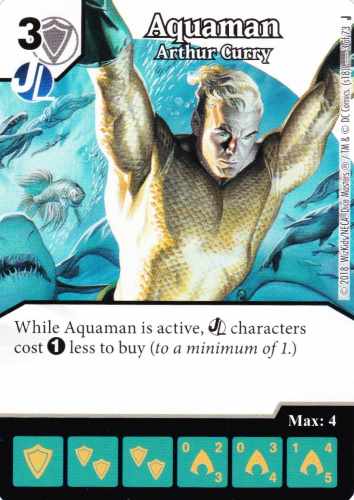 3
Aquaman
Arthur Curry
JL
While Aquaman is active, JL characters
cost 1 less to buy (to a minimum of 1.)
Max: 4
0 2 3
0 3 4
1 4 5
© 2018 WizKids/NECA. Dice Masters ® / TM & © DC Comics. (s18)